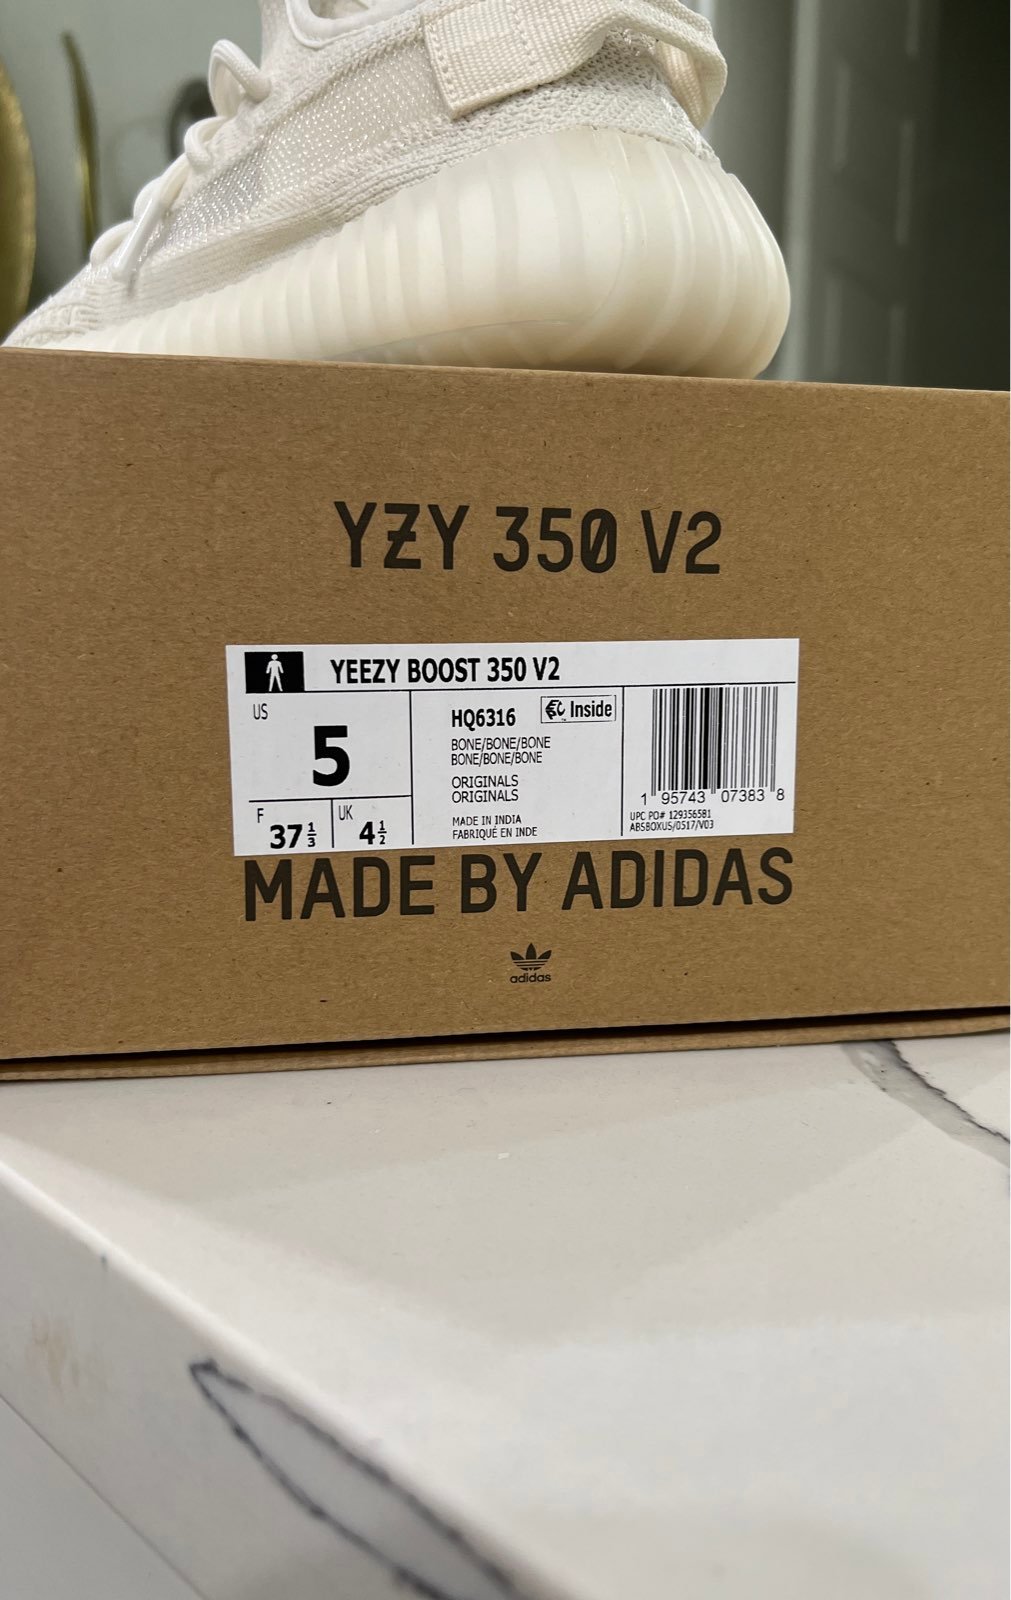 YZY 350 V2
YEEZY BOOST 350 V2
US
5
F
37 1/3
UK
4 1/2
HQ6316
Inside
BONE/BONE/BONE
BONE/BONE/BONE
ORIGINALS
ORIGINALS
MADE IN INDIA
FABRIQUÉ EN INDE
1 95743 07383 8
UPC PO# 129356581
ABSBOXUS/0517/V03
MADE BY ADIDAS
adidas